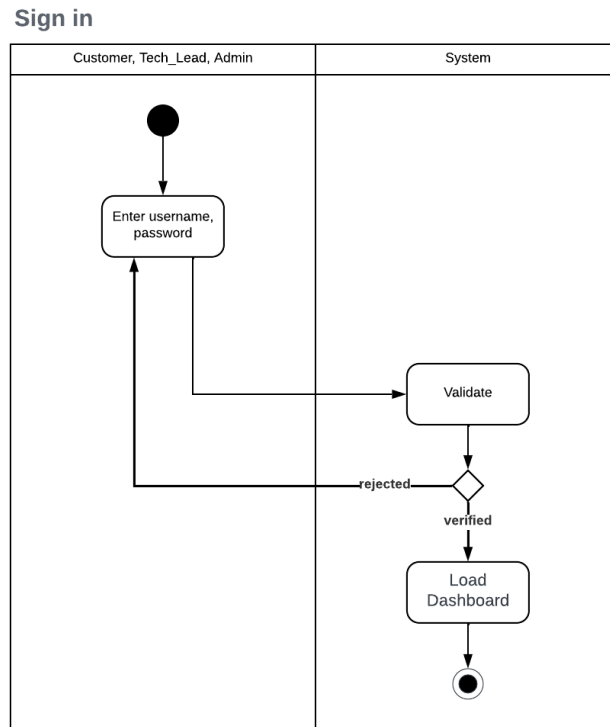 Sign in
Customer, Tech_Lead, Admin
System
Enter username,
password
Validate
rejected
verified
Load
Dashboard